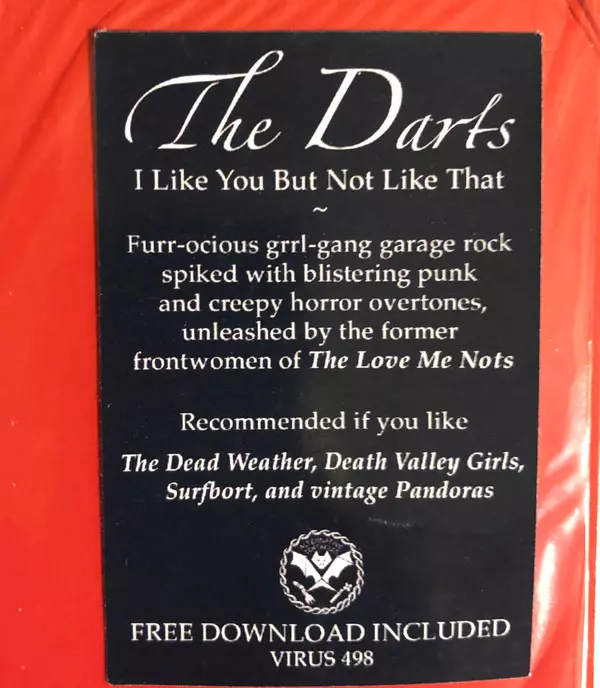 The Darts
I Like You But Not Like That
~
Furr-ocious grrl-gang garage rock
spiked with blistering punk
and creepy horror overtones,
unleashed by the former
frontwomen of The Love Me Nots
Recommended if you like
The Dead Weather, Death Valley Girls,
Surfbort, and vintage Pandoras
ALTERNATIVE
TENTACLES
FREE DOWNLOAD INCLUDED
VIRUS 498